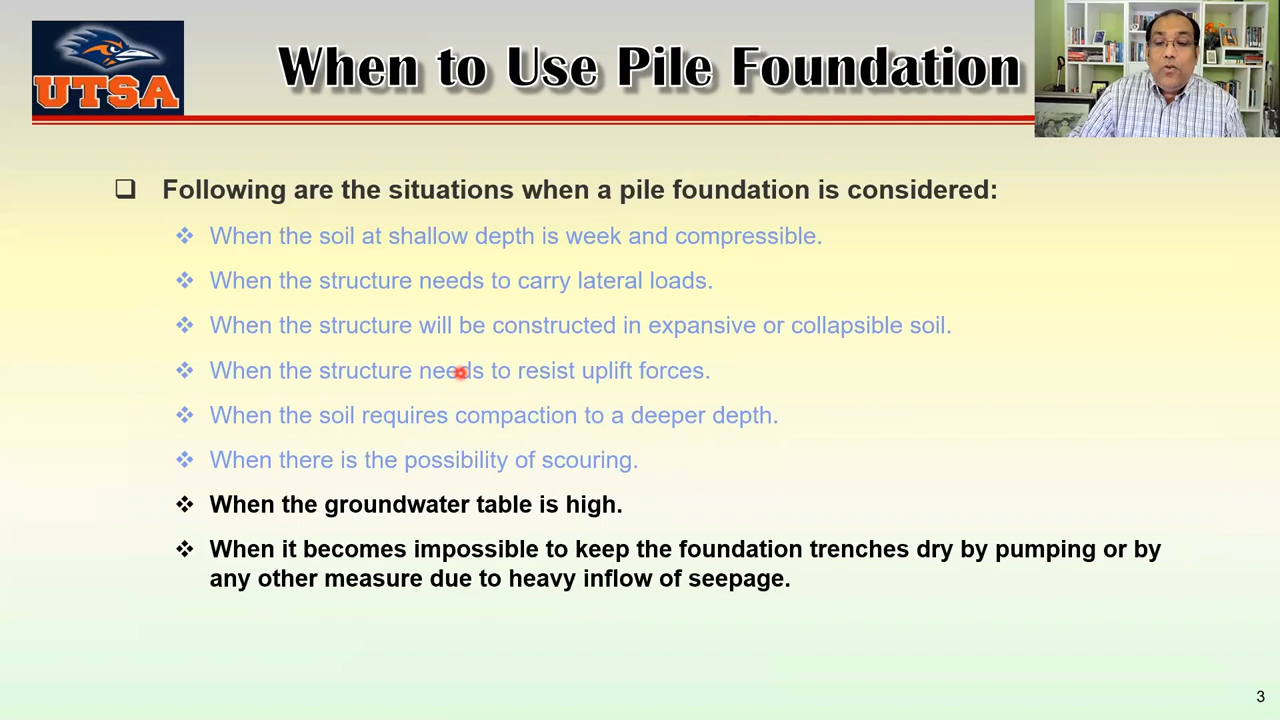 UTSA
When to Use Pile Foundation
❑ Following are the situations when a pile foundation is considered:
❖ When the soil at shallow depth is week and compressible.
❖ When the structure needs to carry lateral loads.
❖ When the structure will be constructed in expansive or collapsible soil.
❖ When the structure needs to resist uplift forces.
❖ When the soil requires compaction to a deeper depth.
❖ When there is the possibility of scouring.
❖ When the groundwater table is high.
❖ When it becomes impossible to keep the foundation trenches dry by pumping or by
any other measure due to heavy inflow of seepage.
3